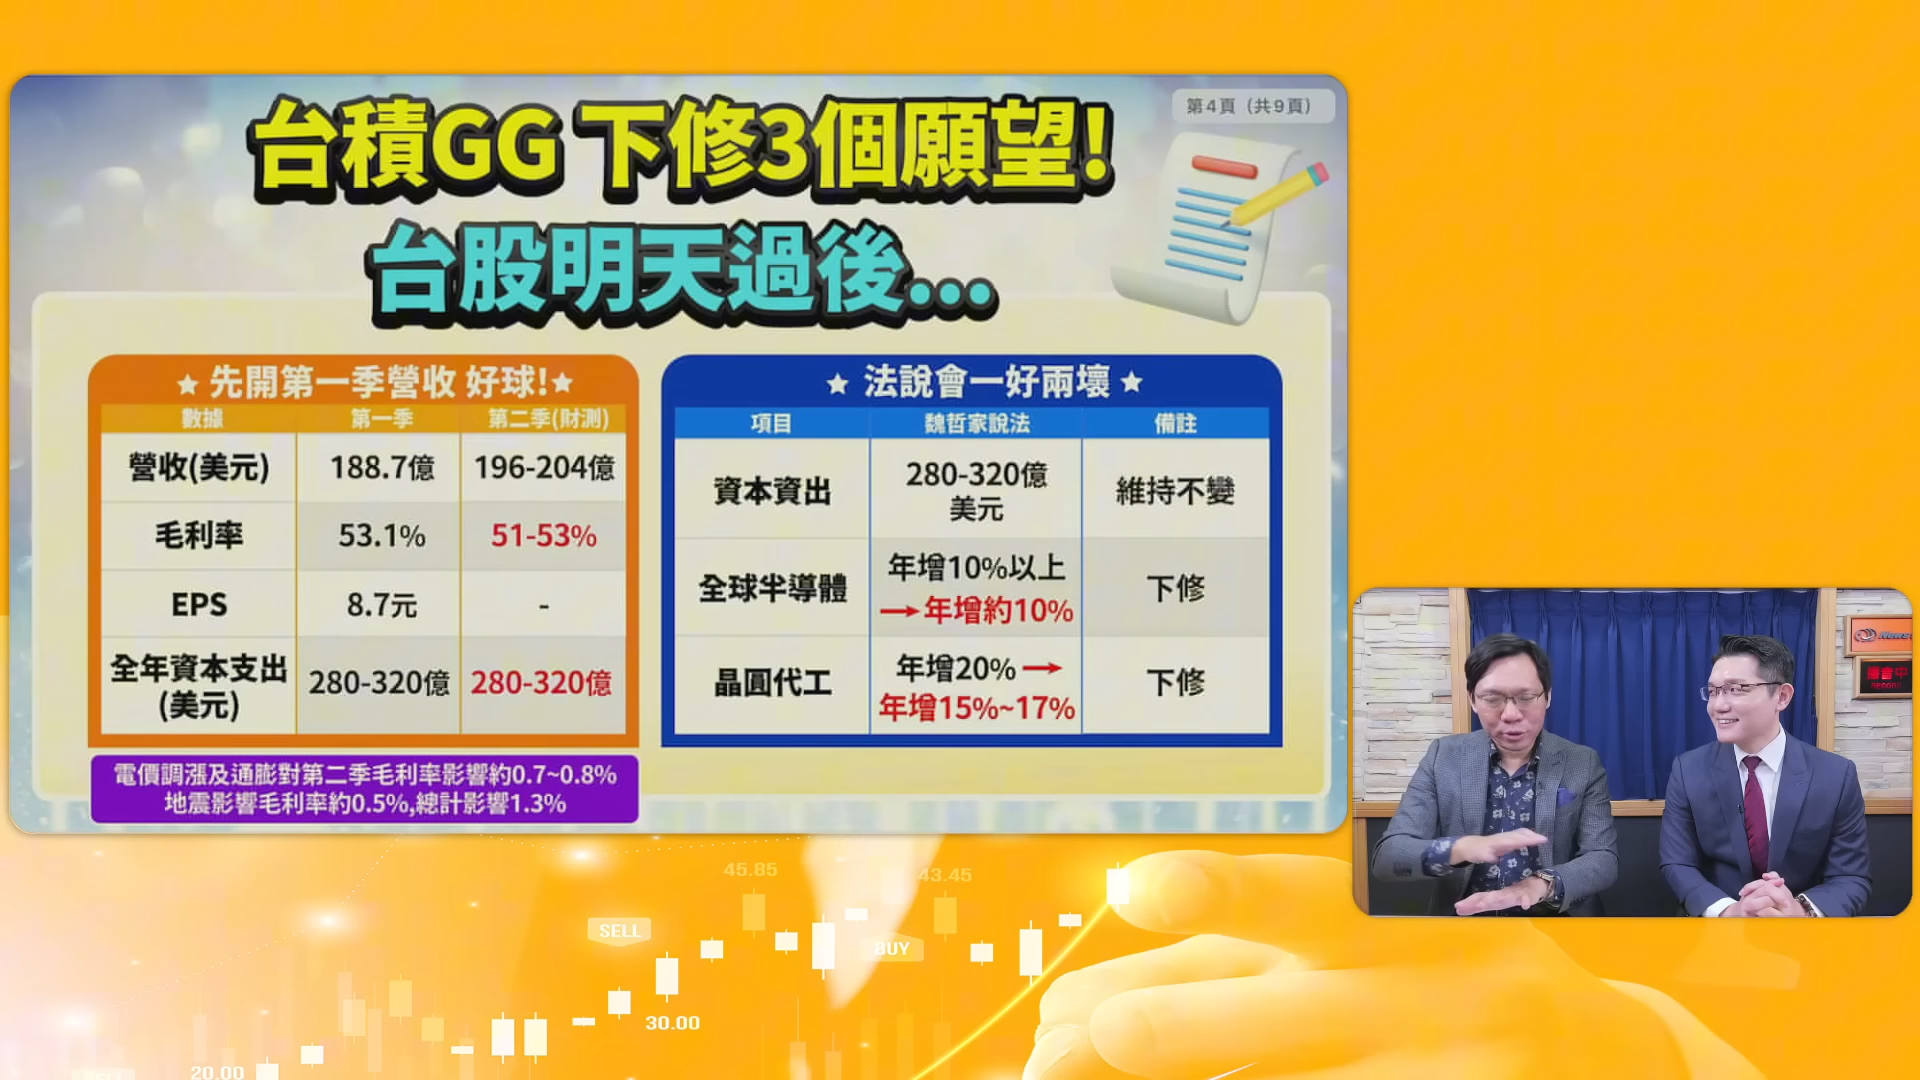 第4頁 (共9頁)
台積GG 下修3個願望!
台股明天過後...
★ 先開第一季營收 好球!★
數據 第一季 第二季(財測)
營收(美元) 188.7億 196-204億
毛利率 53.1% 51-53%
EPS 8.7元 -
全年資本支出
(美元) 280-320億 280-320億
電價調漲及通膨對第二季毛利率影響約0.7~0.8%
地震影響毛利率約0.5%,總計影響1.3%
★ 法說會一好兩壞 ★
項目 魏哲家說法 備註
資本資出 280-320億
美元 維持不變
全球半導體 年增10%以上
→年增約10% 下修
晶圓代工 年增20%→
年增15%~17% 下修
45.85
43.45
SELL
BUY
30.00
20.00
SELL
News